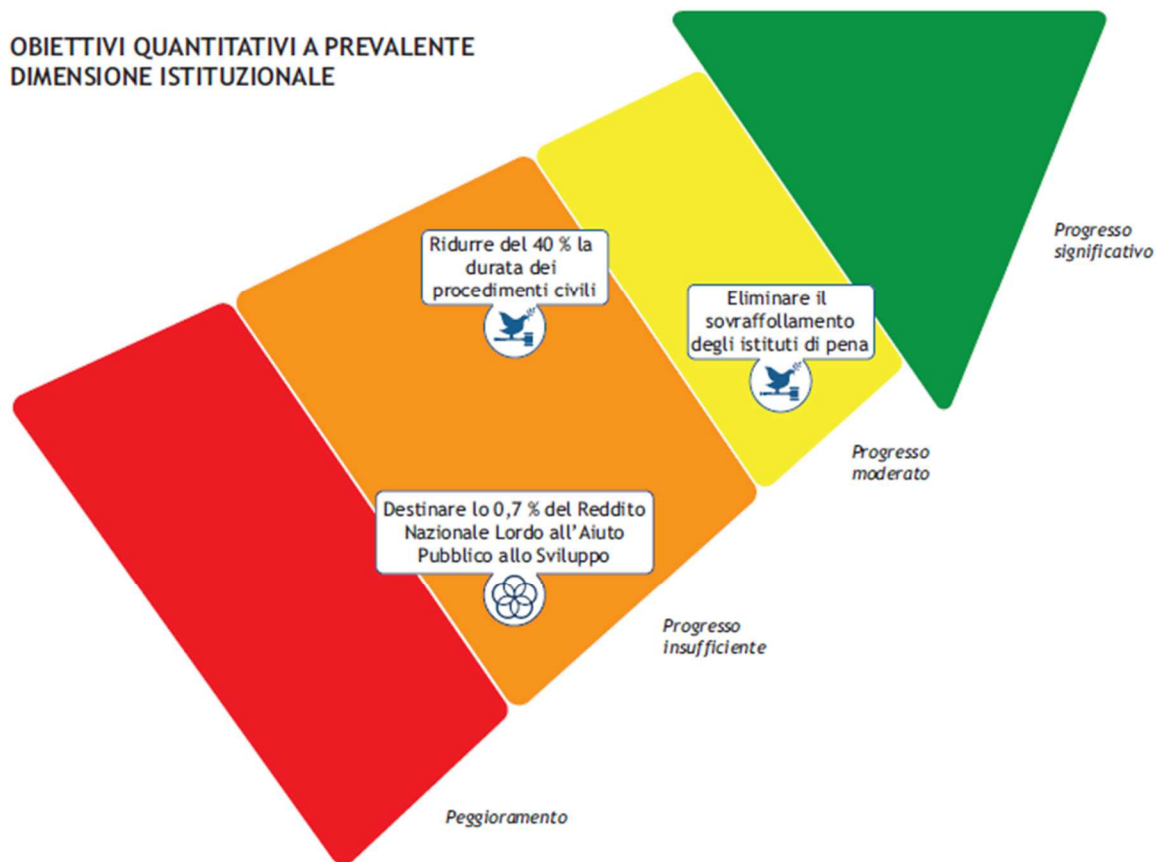 OBIETTIVI QUANTITATIVI A PREVALENTE
DIMENSIONE ISTITUZIONALE
Progresso
significativo
Ridurre del 40 % la
durata dei
procedimenti civili
Eliminare il
sovraffollamento
degli istituti di pena
Progresso
moderato
Destinare lo 0,7 % del Reddito
Nazionale Lordo all'Aiuto
Pubblico allo Sviluppo
Progresso
insufficiente
Peggioramento